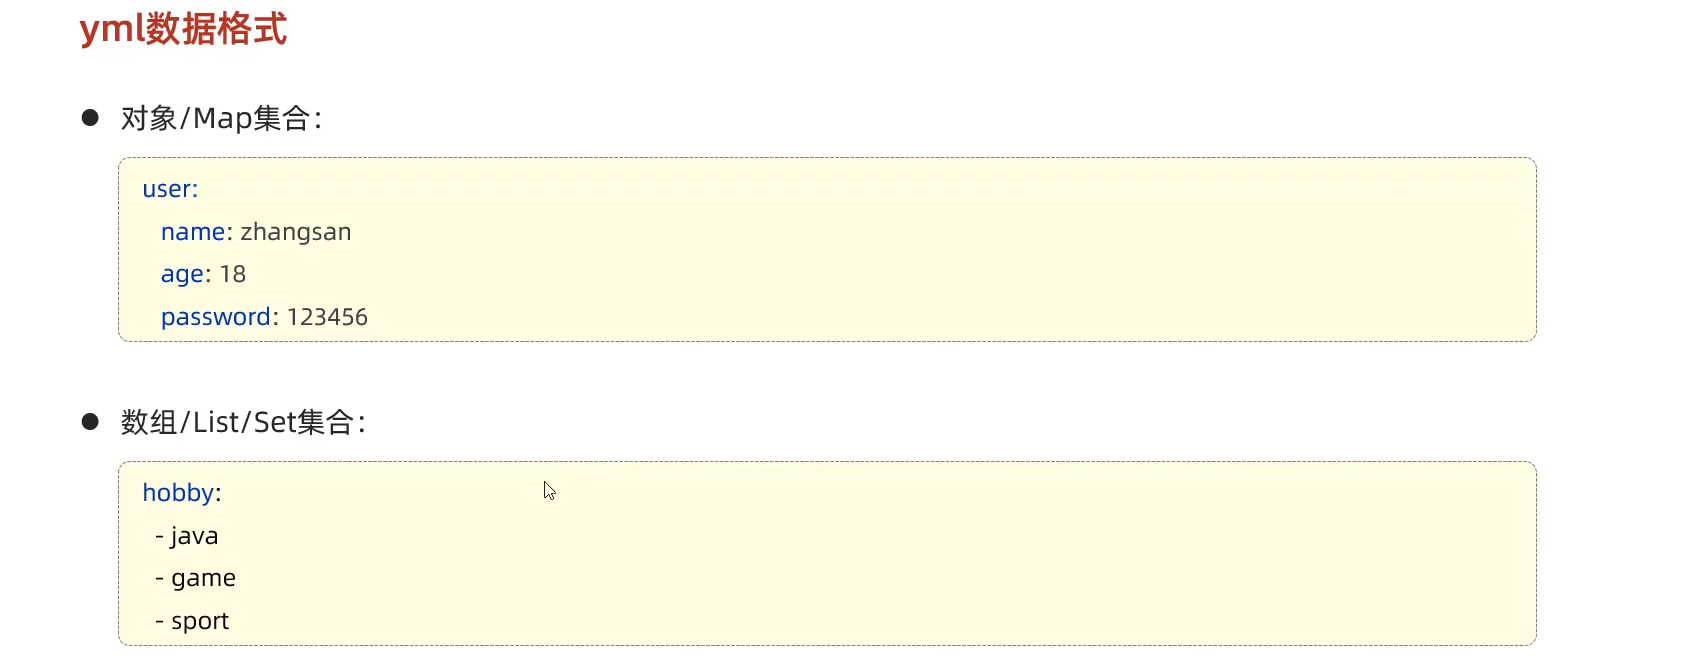 yml数据格式
● 对象/Map集合：
user:
name: zhangsan
age: 18
password: 123456
● 数组/List/Set集合：
hobby:
- java
- game
- sport